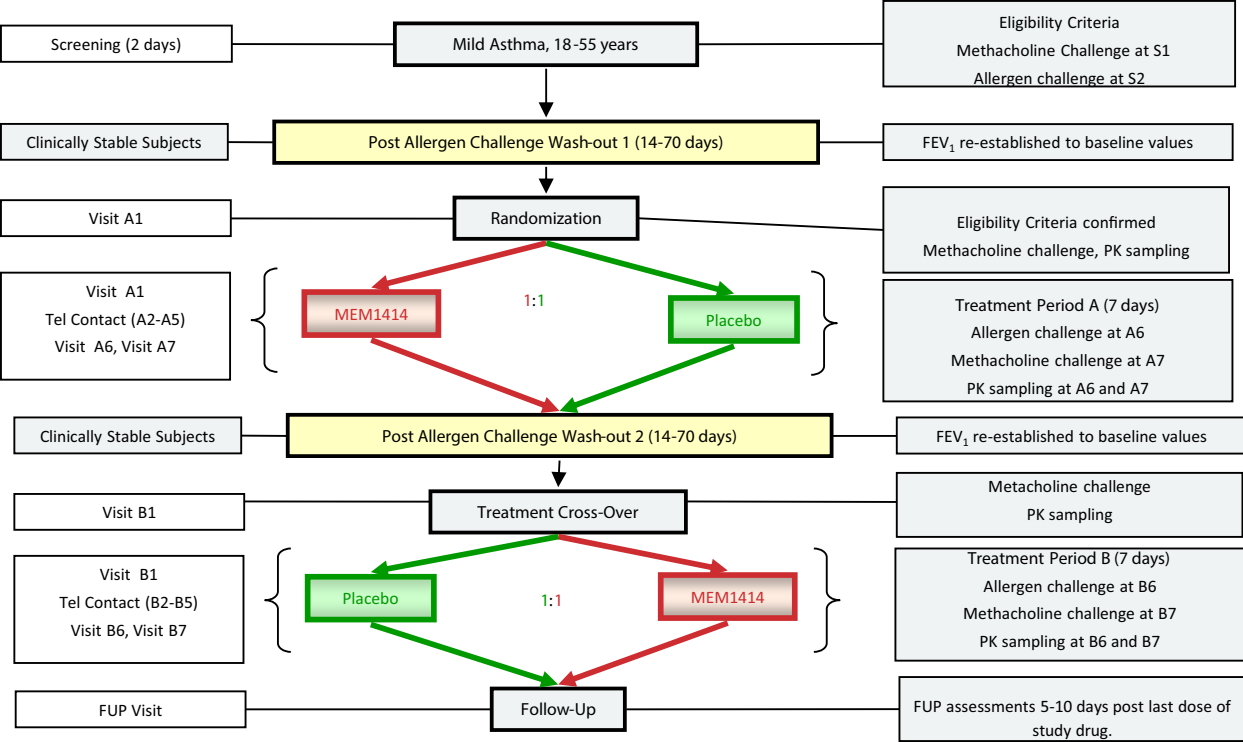 Screening (2 days)
Mild Asthma, 18-55 years
Eligibility Criteria
Methacholine Challenge at S1
Allergen challenge at S2
Clinically Stable Subjects
Post Allergen Challenge Wash-out 1 (14-70 days)
FEV1 re-established to baseline values
Visit A1
Randomization
Eligibility Criteria confirmed
Methacholine challenge, PK sampling
Visit A1
Tel Contact (A2-A5)
Visit A6, Visit A7
MEM1414
1:1
Placebo
Treatment Period A (7 days)
Allergen challenge at A6
Methacholine challenge at A7
PK sampling at A6 and A7
Clinically Stable Subjects
Post Allergen Challenge Wash-out 2 (14-70 days)
FEV1 re-established to baseline values
Visit B1
Treatment Cross-Over
Metacholine challenge
PK sampling
Visit B1
Tel Contact (B2-B5)
Visit B6, Visit B7
Placebo
1:1
MEM1414
Treatment Period B (7 days)
Allergen challenge at B6
Methacholine challenge at B7
PK sampling at B6 and B7
FUP Visit
Follow-Up
FUP assessments 5-10 days post last dose of
study drug.